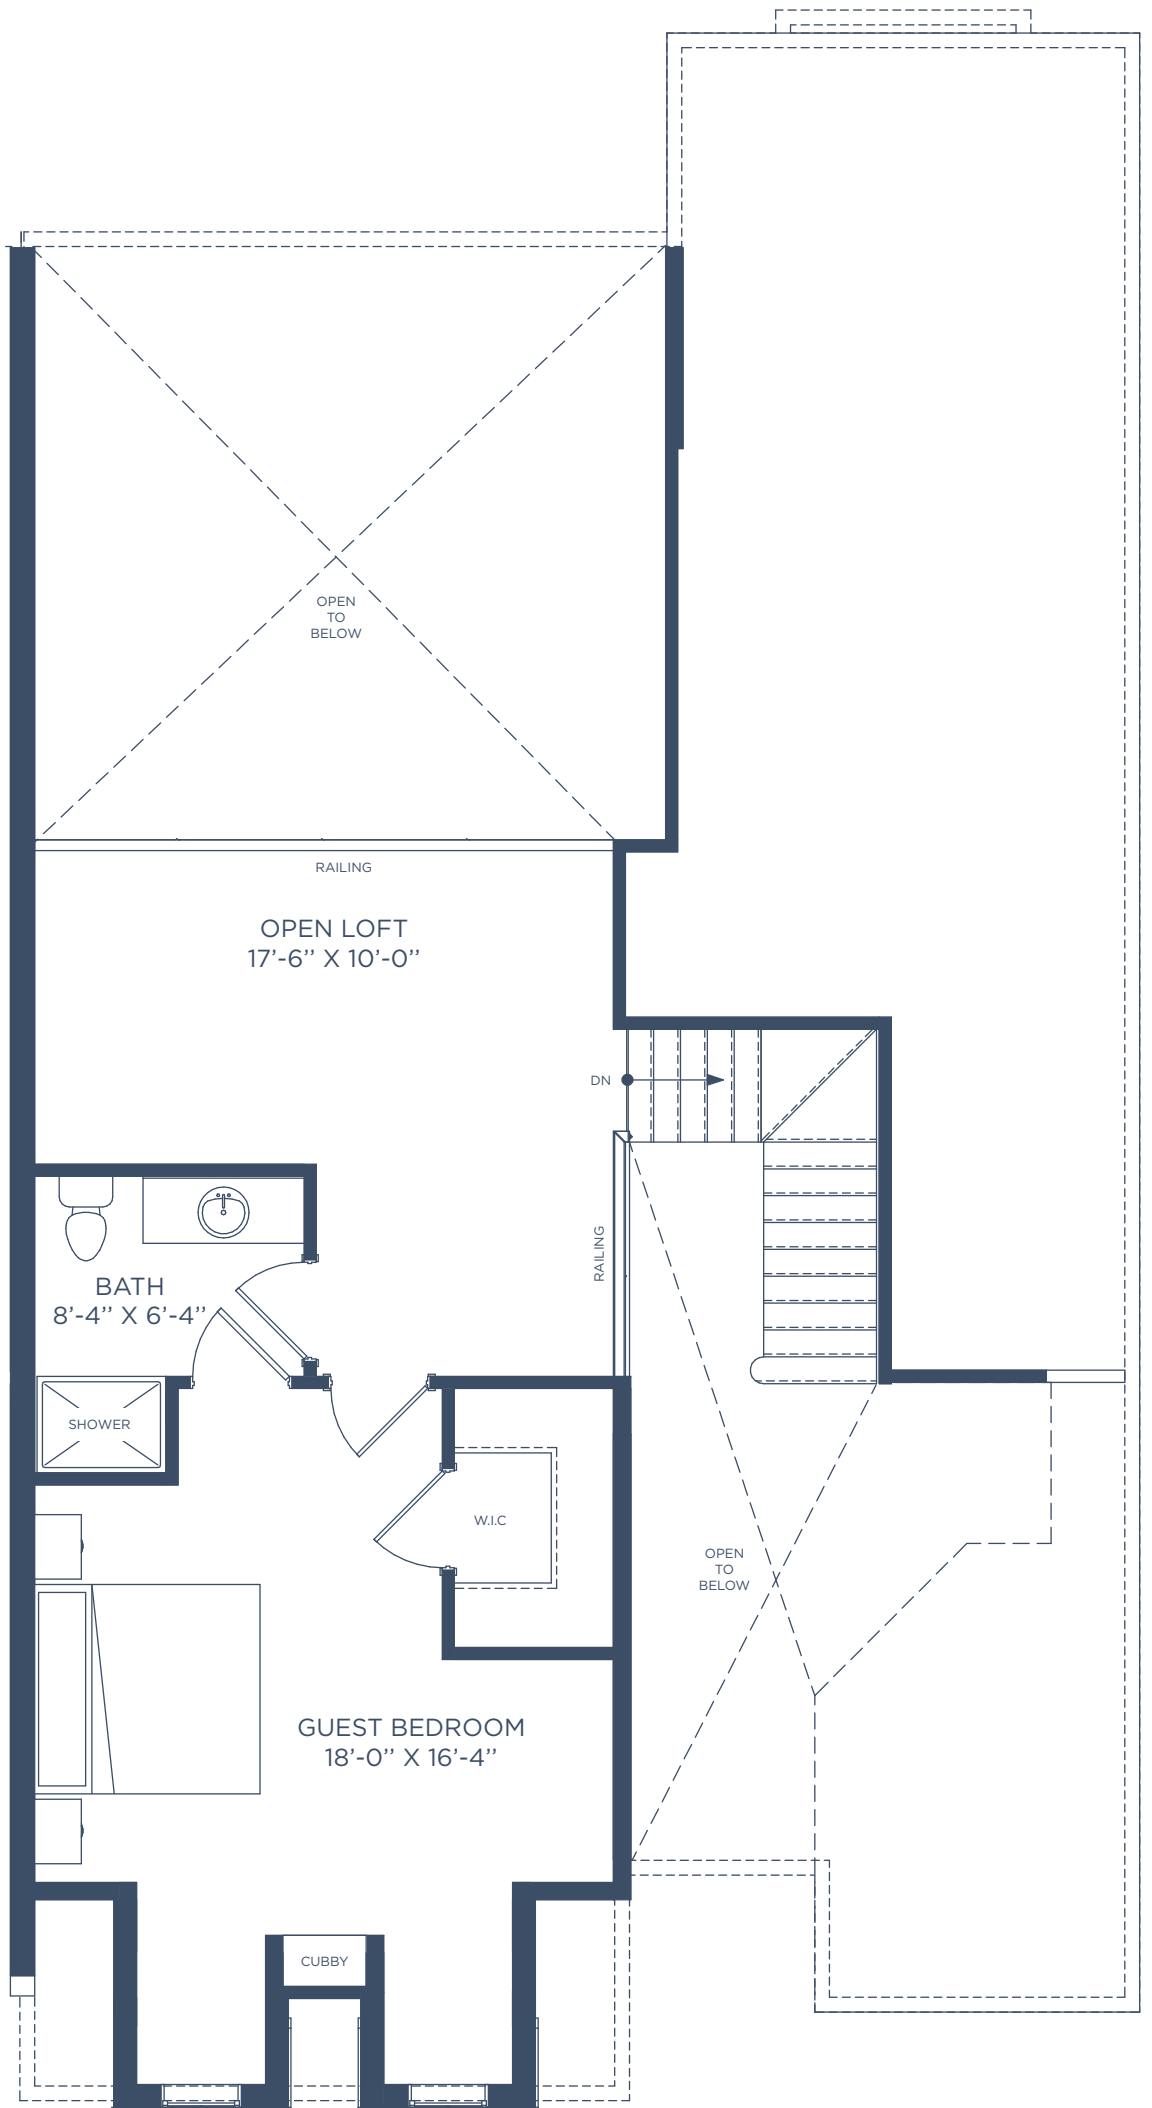 OPEN
TO
BELOW
RAILING
OPEN LOFT
17’-6’’ X 10’-0’’
DN
RAILING
BATH
8’-4’’ X 6’-4’’
SHOWER
W.I.C
OPEN
TO
BELOW
GUEST BEDROOM
18’-0’’ X 16’-4’’
CUBBY